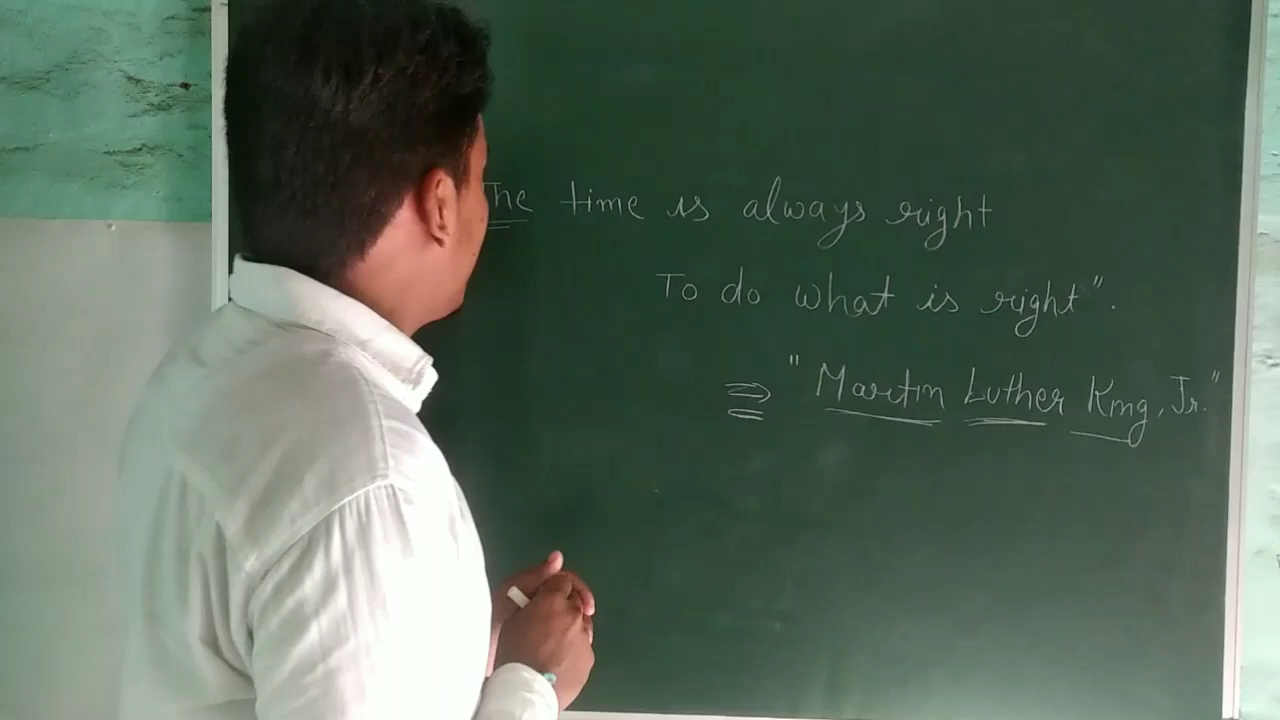 The time is always right
To do what is right".
⇒ "Martin Luther King, Jr."